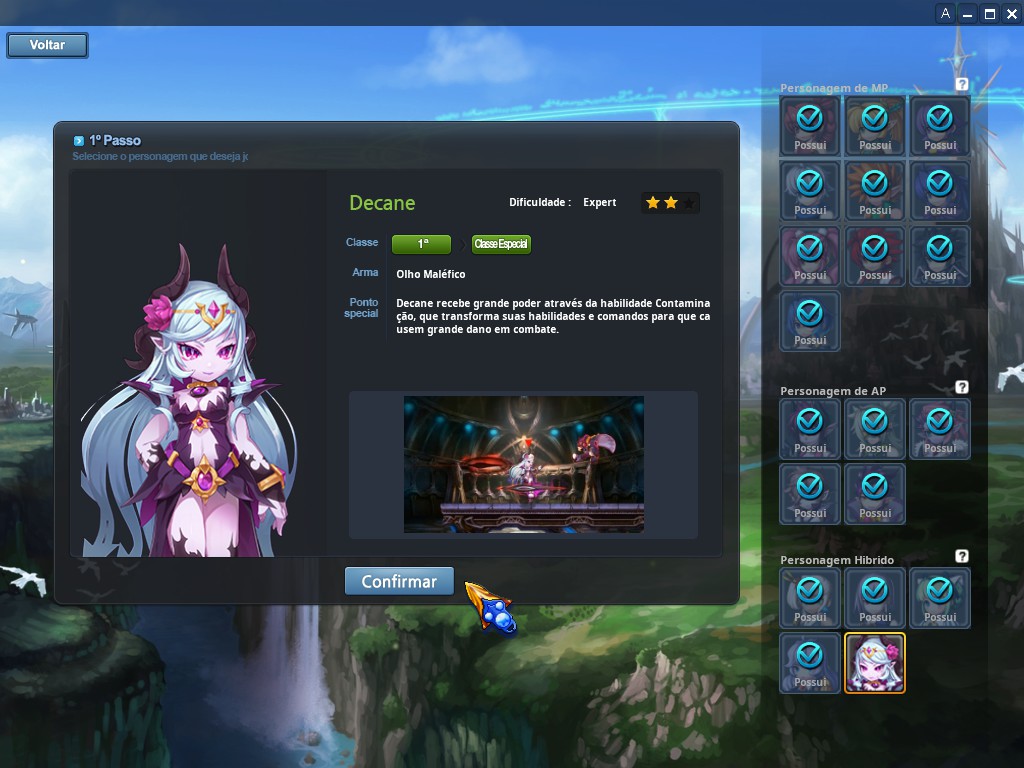 A
Voltar
1º Passo
Selecione o personagem que deseja jo
Decane
Dificuldade : Expert
Classe 1ª Classe Especial
Arma Olho Maléfico
Ponto especial
Decane recebe grande poder através da habilidade Contamina
ção, que transforma suas habilidades e comandos para que ca
usem grande dano em combate.
Confirmar
Personagem de MP ?
Possui Possui Possui
Possui Possui Possui
Possui Possui Possui
Possui
Personagem de AP ?
Possui Possui Possui
Possui Possui
Personagem Hibrido ?
Possui Possui Possui
Possui